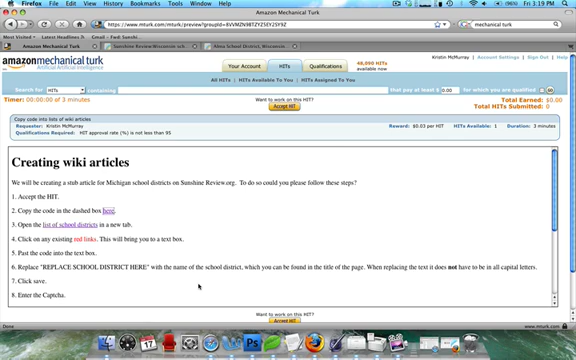 Firefox File Edit View History Bookmarks Tools Window Help
(96%) Fri 3:19 PM
Amazon Mechanical Turk
https://www.mturk.com/mturk/preview?groupId=
mechanical turk
Most Visited Latest Headlines Gmail
Amazon Mechanical Turk
Sunshine Review:Wisconsin
Alma School District, Wisconsin...
amazonmechanical turk
Artificial Artificial Intelligence
Your Account HITs Qualifications
48,090 HITs
available now
Kristin McMurray | Account Settings | Sign Out | Help
All HITs | HITs Available To You | HITs Assigned To You
Search for HITs containing that pay at least $ 0.00 for which you are qualified GO
Timer: 00:00:00 of 3 minutes
Want to work on this HIT?
Accept HIT
Total Earned: $0.00
Total HITs Submitted: 0
Copy code into lists of wiki articles
Requester: Kristin McMurray
Reward: $0.03 per HIT HITs Available: 1 Duration: 3 minutes
Qualifications Required: HIT approval rate (%) is not less than 95
Creating wiki articles
We will be creating a stub article for Michigan school districts on Sunshine Review.org. To do so could you please follow these steps?
1. Accept the HIT.
2. Copy the code in the dashed box here.
3. Open the list of school districts in a new tab.
4. Click on any existing red links. This will bring you to a text box.
5. Past the code into the text box.
6. Replace "REPLACE SCHOOL DISTRICT HERE" with the name of the school district, which you can be found in the title of the page. When replacing the text it does not have to be in all capital letters.
7. Click save.
8. Enter the Captcha.
Want to work on this HIT?
Accept HIT
Done
www.mturk.com